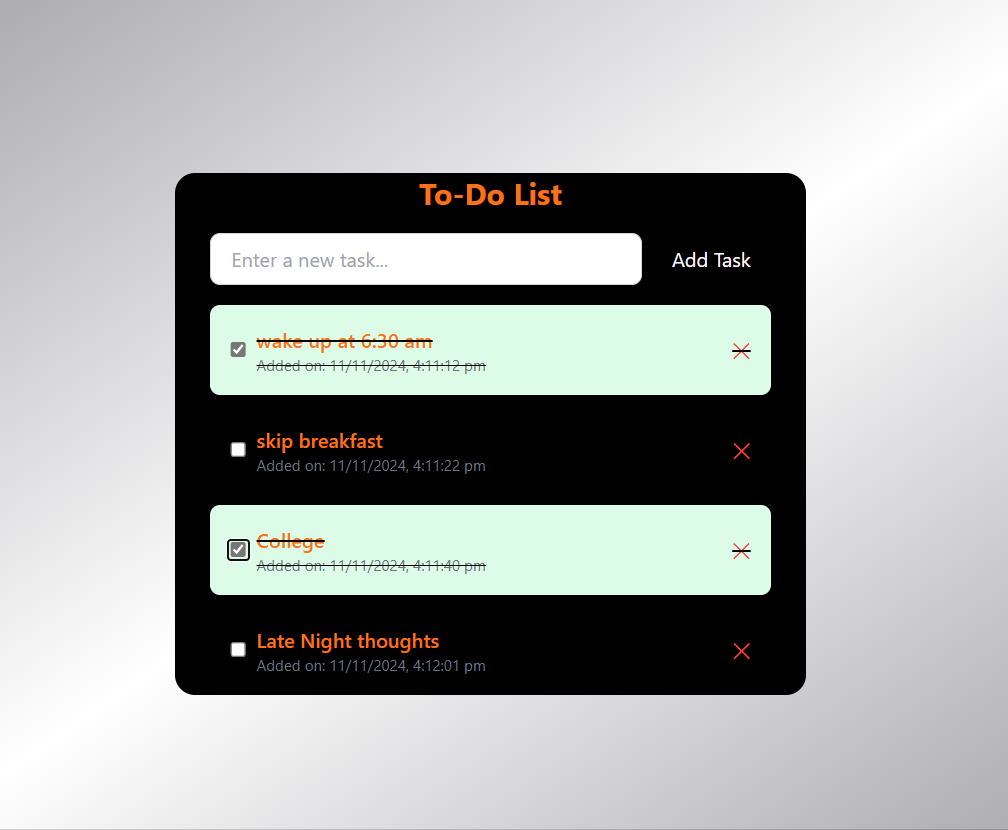 To-Do List
Enter a new task...
Add Task
wake up at 6:30 am
Added on: 11/11/2024, 4:11:12 pm
skip breakfast
Added on: 11/11/2024, 4:11:22 pm
College
Added on: 11/11/2024, 4:11:40 pm
Late Night thoughts
Added on: 11/11/2024, 4:12:01 pm